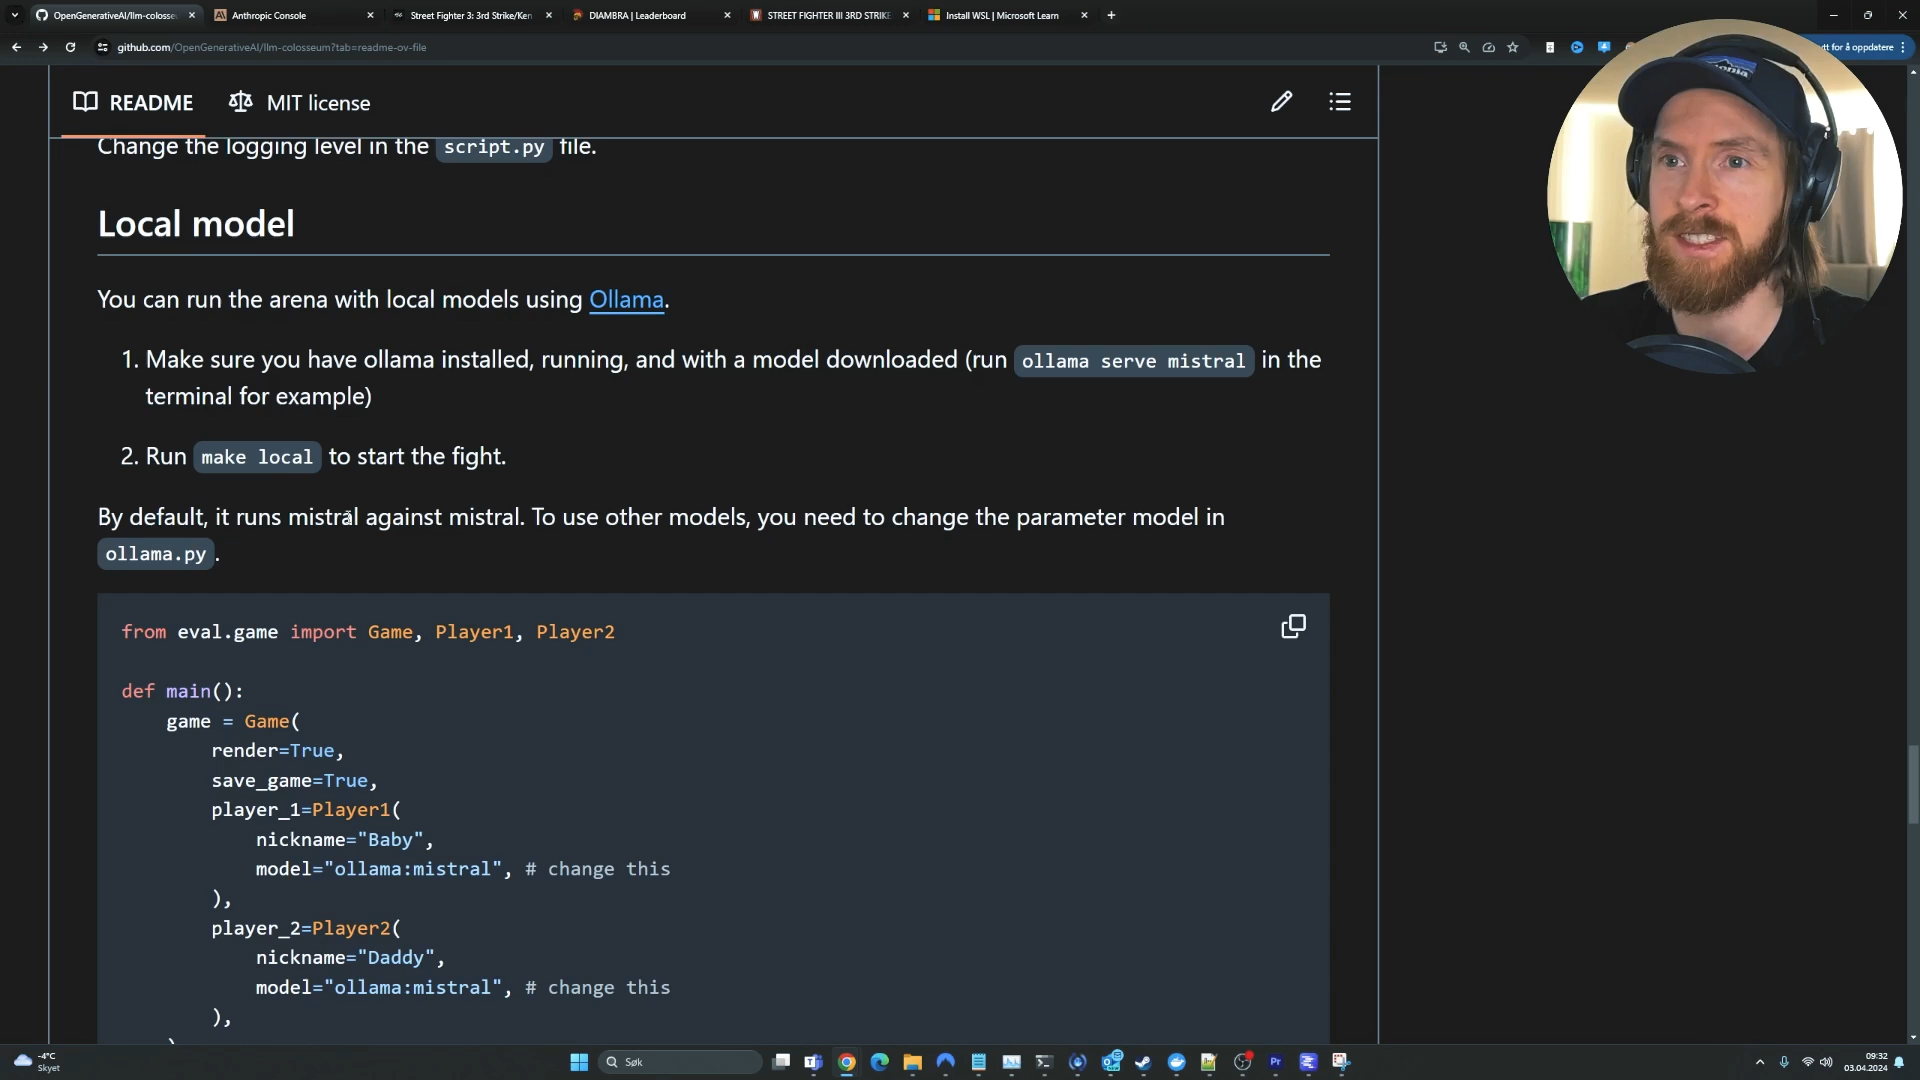 OpenGenerativeAI/llm-colosse
Anthropic Console
Street Fighter 3: 3rd Strike/Ken
DIAMBRA | Leaderboard
STREET FIGHTER III 3RD STRIKE
Install WSL | Microsoft Learn
github.com/OpenGenerativeAI/llm-colosseum?tab=readme-ov-file
tt for å oppdatere
README
MIT license
Change the logging level in the script.py file.
Local model
You can run the arena with local models using Ollama.
1. Make sure you have ollama installed, running, and with a model downloaded (run ollama serve mistral in the
terminal for example)
2. Run make local to start the fight.
By default, it runs mistral against mistral. To use other models, you need to change the parameter model in
ollama.py.
from eval.game import Game, Player1, Player2
def main():
game = Game(
render=True,
save_game=True,
player_1=Player1(
nickname="Baby",
model="ollama:mistral", # change this
),
player_2=Player2(
nickname="Daddy",
model="ollama:mistral", # change this
),
)
-4°C
Skyet
Søk
09:32
03.04.2024